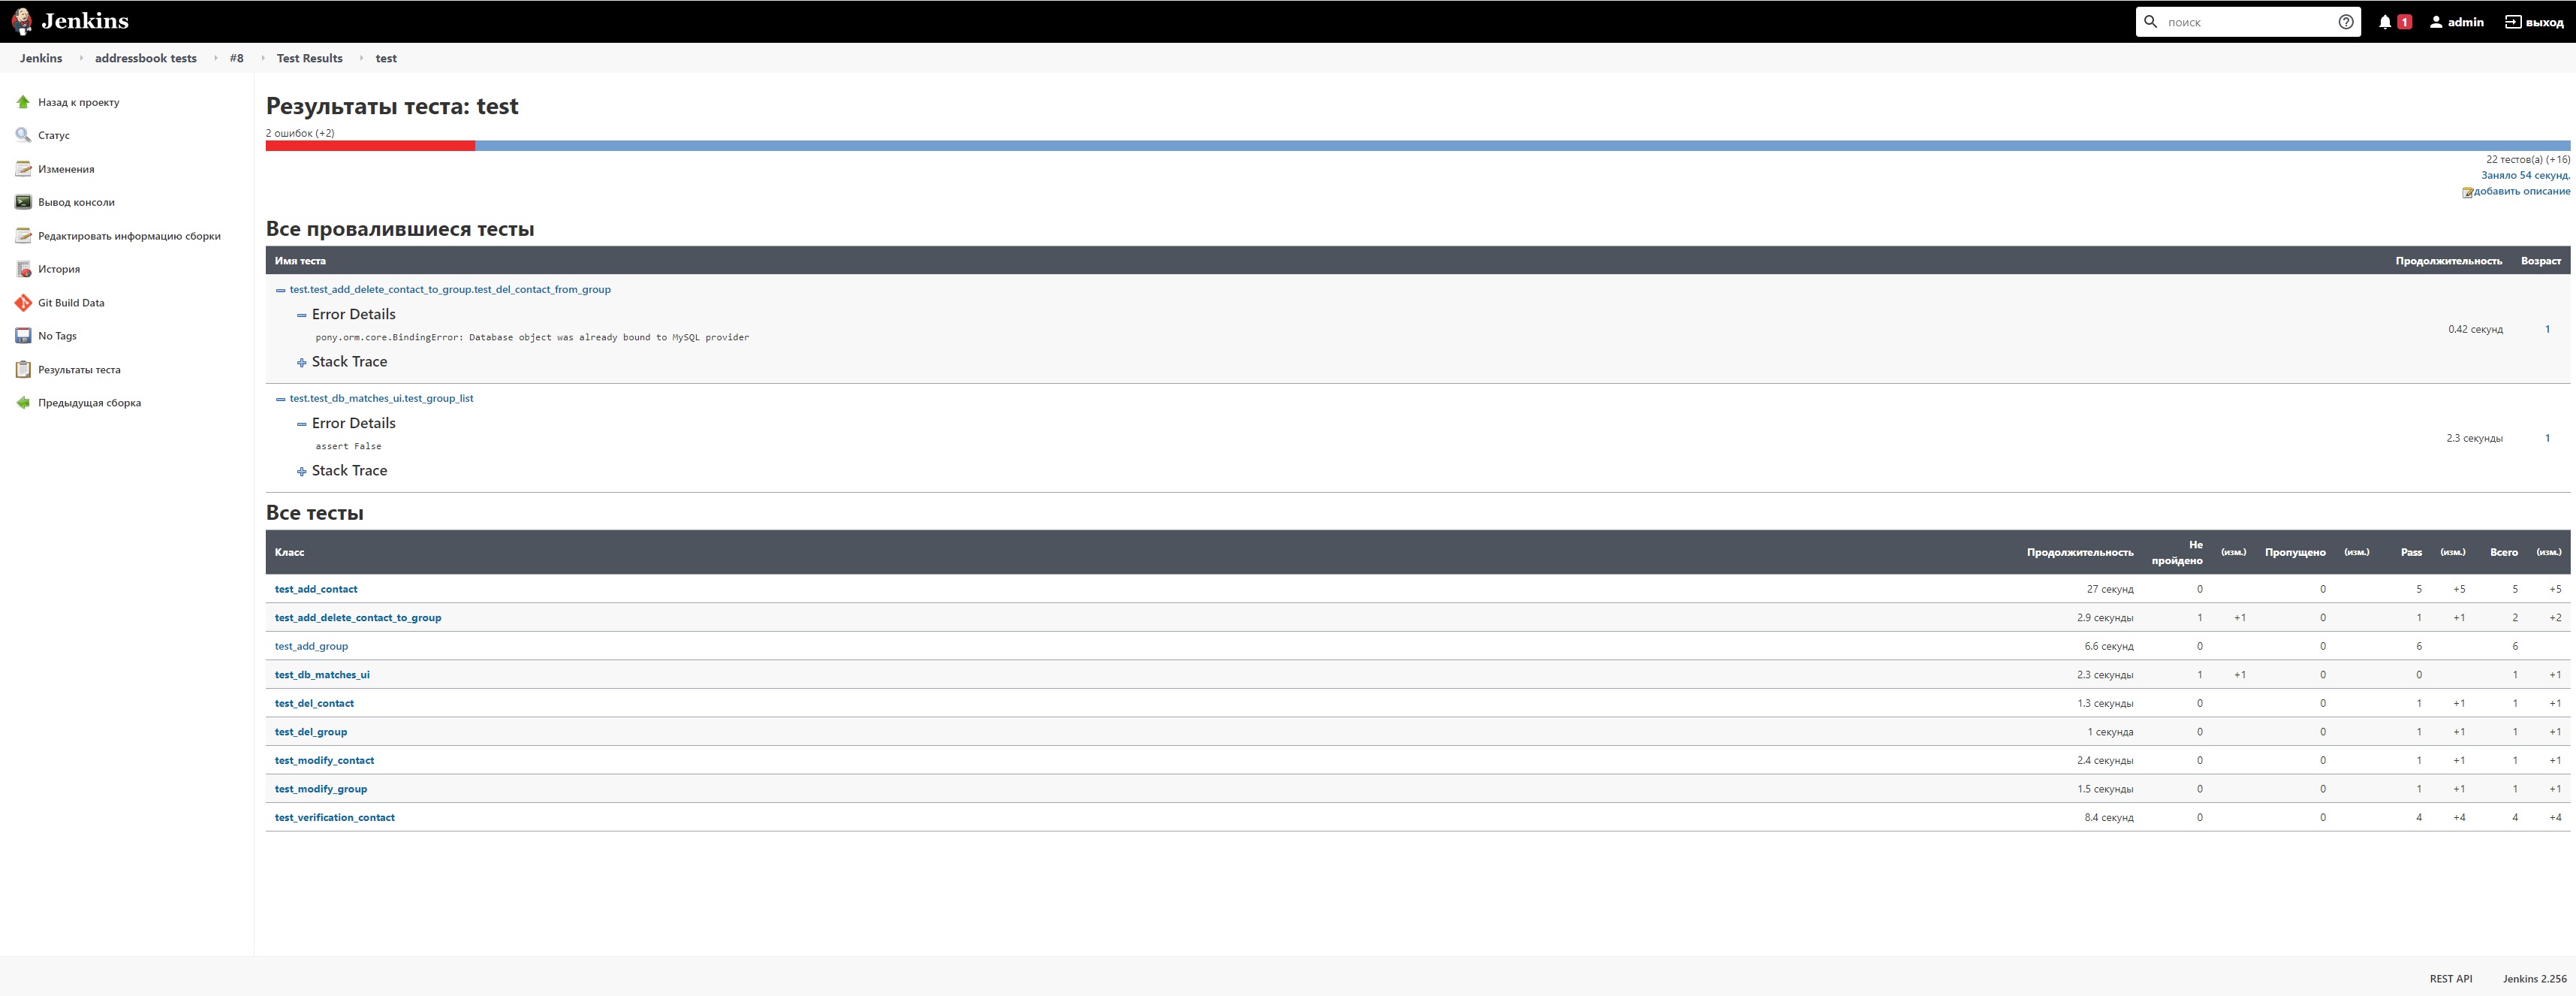 Jenkins
поиск
1
admin
выход
Jenkins
addressbook tests
#8
Test Results
test
Назад к проекту
Статус
Изменения
Вывод консоли
Редактировать информацию сборки
История
Git Build Data
No Tags
Результаты теста
Предыдущая сборка
Результаты теста: test
2 ошибок (+2)
22 тестов(а) (+16)
Заняло 54 секунд.
добавить описание
Все провалившиеся тесты
Имя теста Продолжительность Возраст
test.test_add_delete_contact_to_group.test_del_contact_from_group
Error Details
pony.orm.core.BindingError: Database object was already bound to MySQL provider
Stack Trace
0.42 секунд 1
test.test_db_matches_ui.test_group_list
Error Details
assert False
Stack Trace
2.3 секунды 1
Все тесты
Класс Продолжительность Не пройдено (изм.) Пропущено (изм.) Pass (изм.) Всего (изм.)
test_add_contact 27 секунд 0 0 5 +5 5 +5
test_add_delete_contact_to_group 2.9 секунды 1 +1 0 1 +1 2 +2
test_add_group 6.6 секунд 0 0 6 6
test_db_matches_ui 2.3 секунды 1 +1 0 0 1 +1
test_del_contact 1.3 секунды 0 0 1 +1 1 +1
test_del_group 1 секунда 0 0 1 +1 1 +1
test_modify_contact 2.4 секунды 0 0 1 +1 1 +1
test_modify_group 1.5 секунды 0 0 1 +1 1 +1
test_verification_contact 8.4 секунд 0 0 4 +4 4 +4
REST API Jenkins 2.256